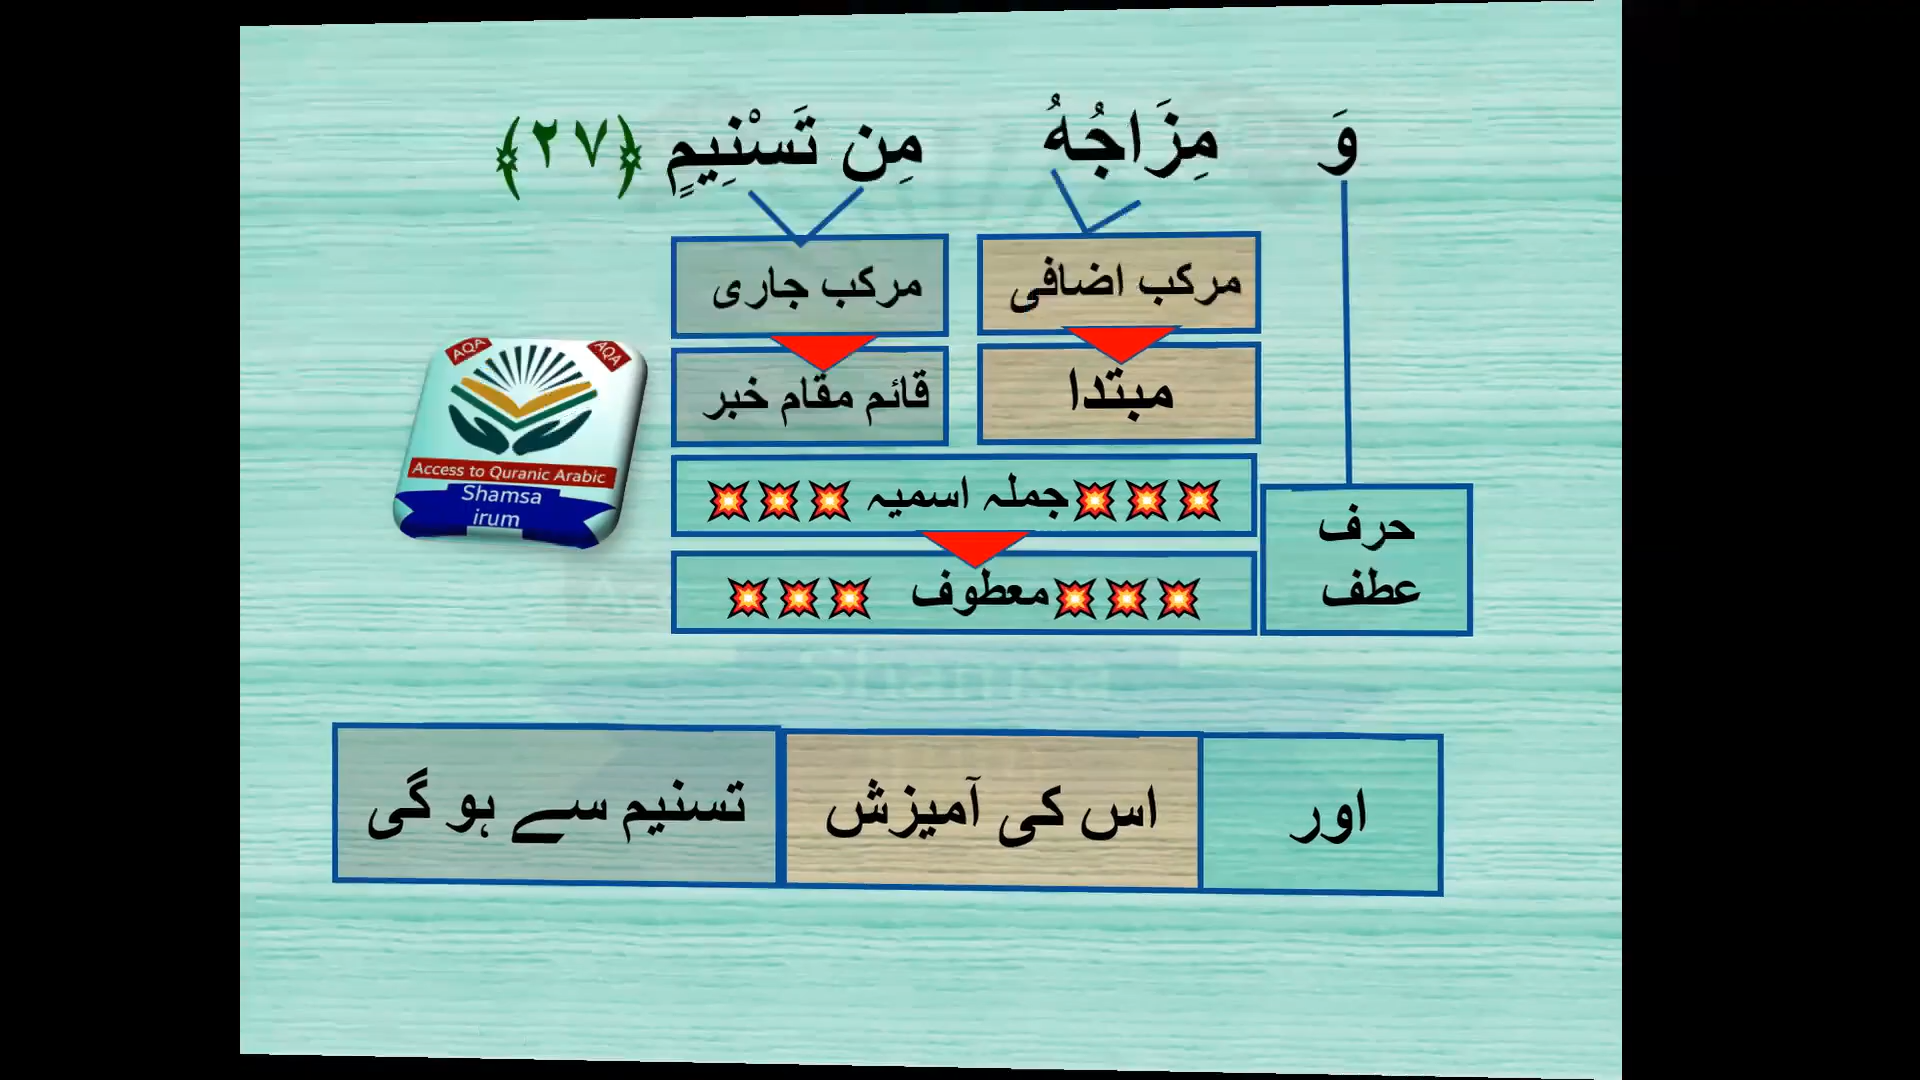 وَ مِزَاجُهُ مِن تَسْنِيمٍ ﴿٢٧﴾
مرکب اضافی مرکب جاری
مبتدا قائم مقام خبر
💥💥💥جملہ اسمیہ 💥💥💥
💥💥💥معطوف 💥💥💥
حرف
عطف
AQA AQA
Access to Quranic Arabic
Shamsa
irum
Shamsa
اور اس کی آمیزش تسنیم سے ہو گی